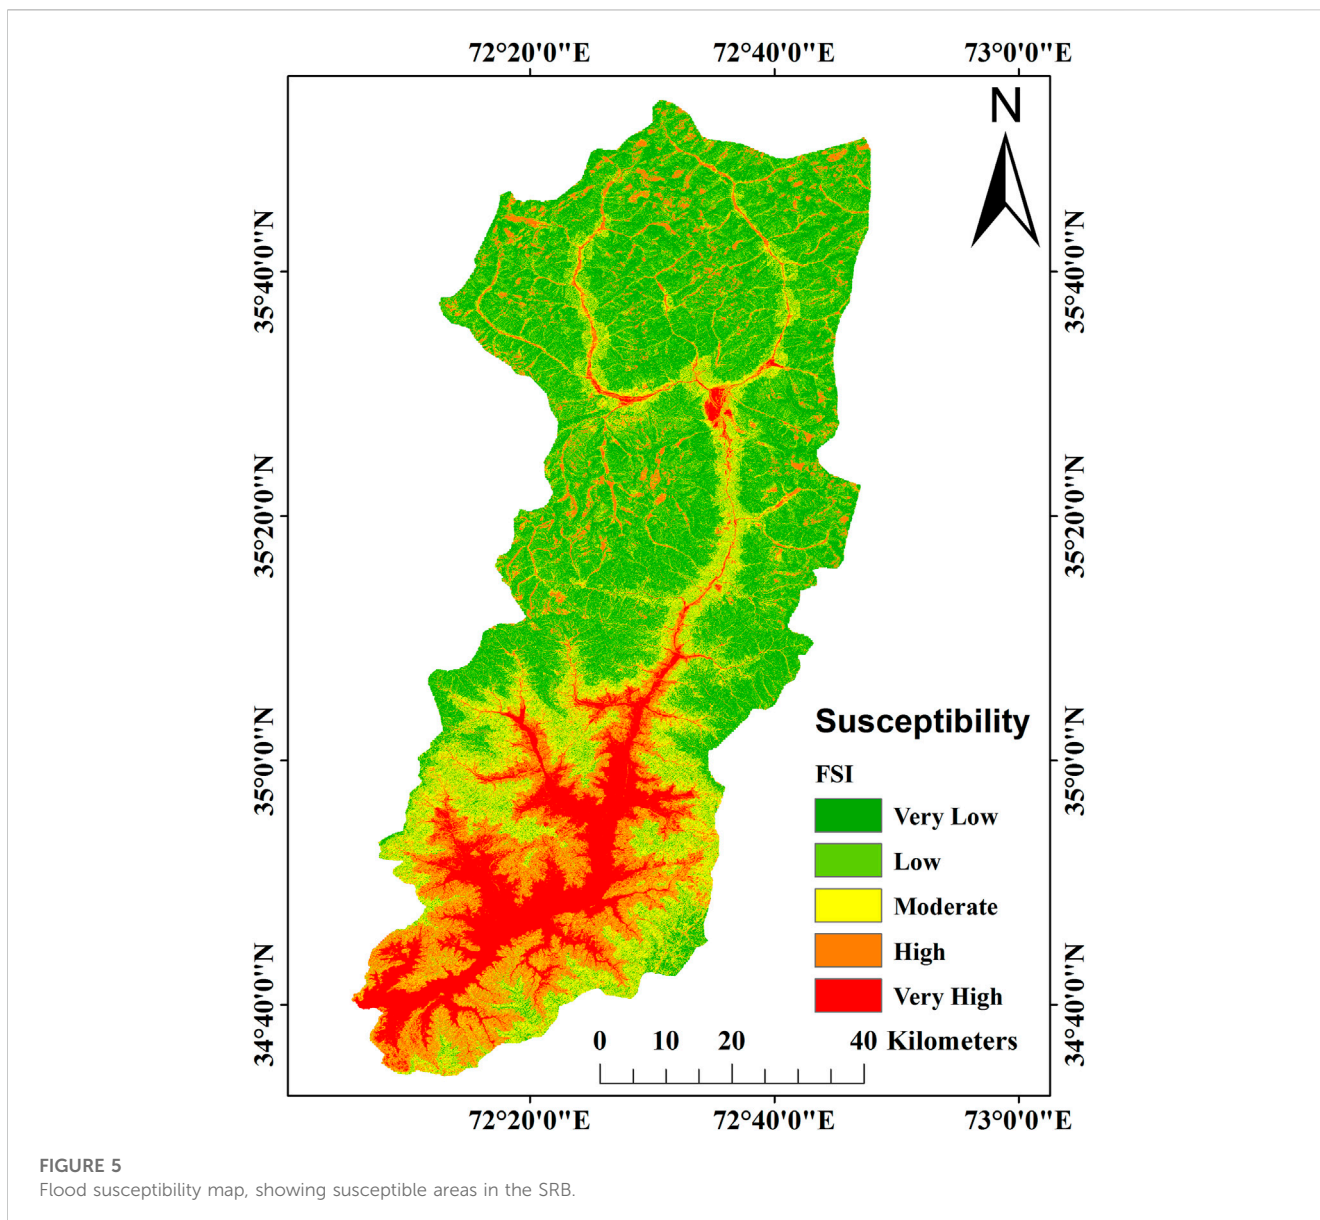 72°20'0"E 72°40'0"E 73°0'0"E
N
35°40'0"N 35°40'0"N
35°20'0"N 35°20'0"N
35°0'0"N 35°0'0"N
34°40'0"N 34°40'0"N
Susceptibility
FSI
Very Low
Low
Moderate
High
Very High
0 10 20 40 Kilometers
72°20'0"E 72°40'0"E 73°0'0"E
FIGURE 5
Flood susceptibility map, showing susceptible areas in the SRB.